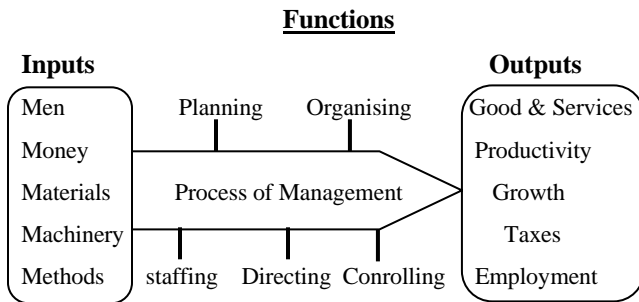 Functions
Inputs Outputs
Men Planning Organising Good & Services
Money Productivity
Materials Process of Management Growth
Machinery Taxes
Methods staffing Directing Conrolling Employment